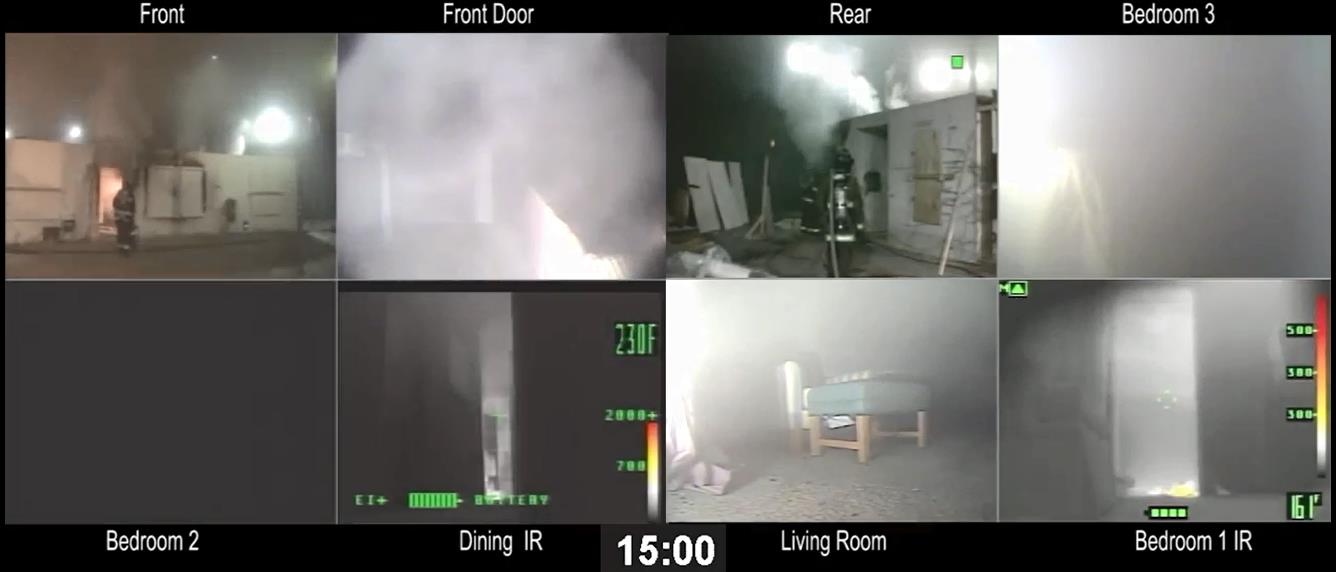 Front
Front Door
Rear
Bedroom 3
230F
2000+
700
EI+ BATTERY
M
500-
300-
300-
161°F
Bedroom 2
Dining IR
15:00
Living Room
Bedroom 1 IR